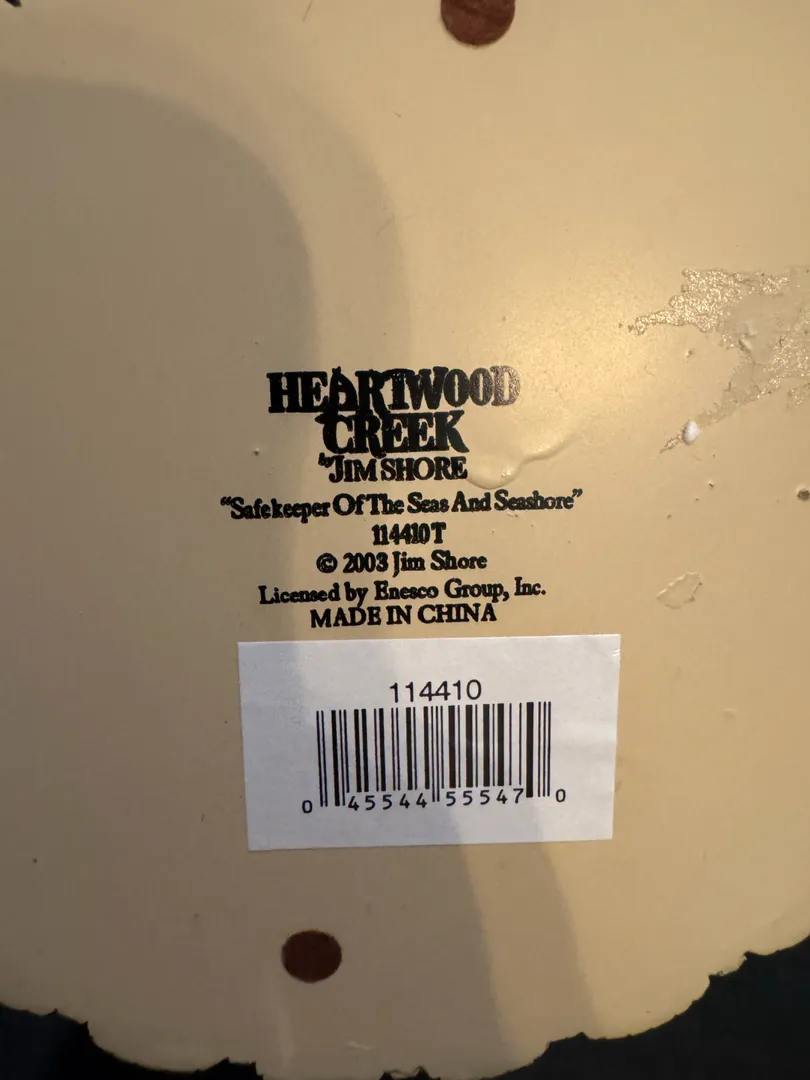 HEARTWOOD
CREEK
by JIM SHORE
“Safekeeper Of The Seas And Seashore”
114410T
© 2003 Jim Shore
Licensed by Enesco Group, Inc.
MADE IN CHINA
114410
0 45544 55547 0